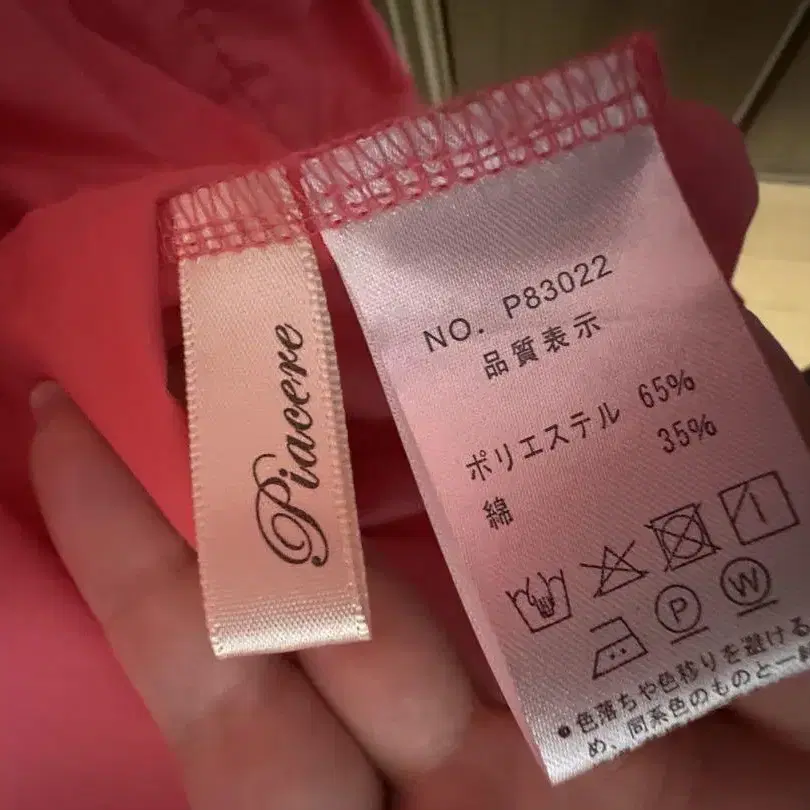 Piacere
NO. P83022
品質表示
ポリエステル 65%
綿 35%
P
W
●色落ちや色移りを避ける
め、同系色のものと一緒